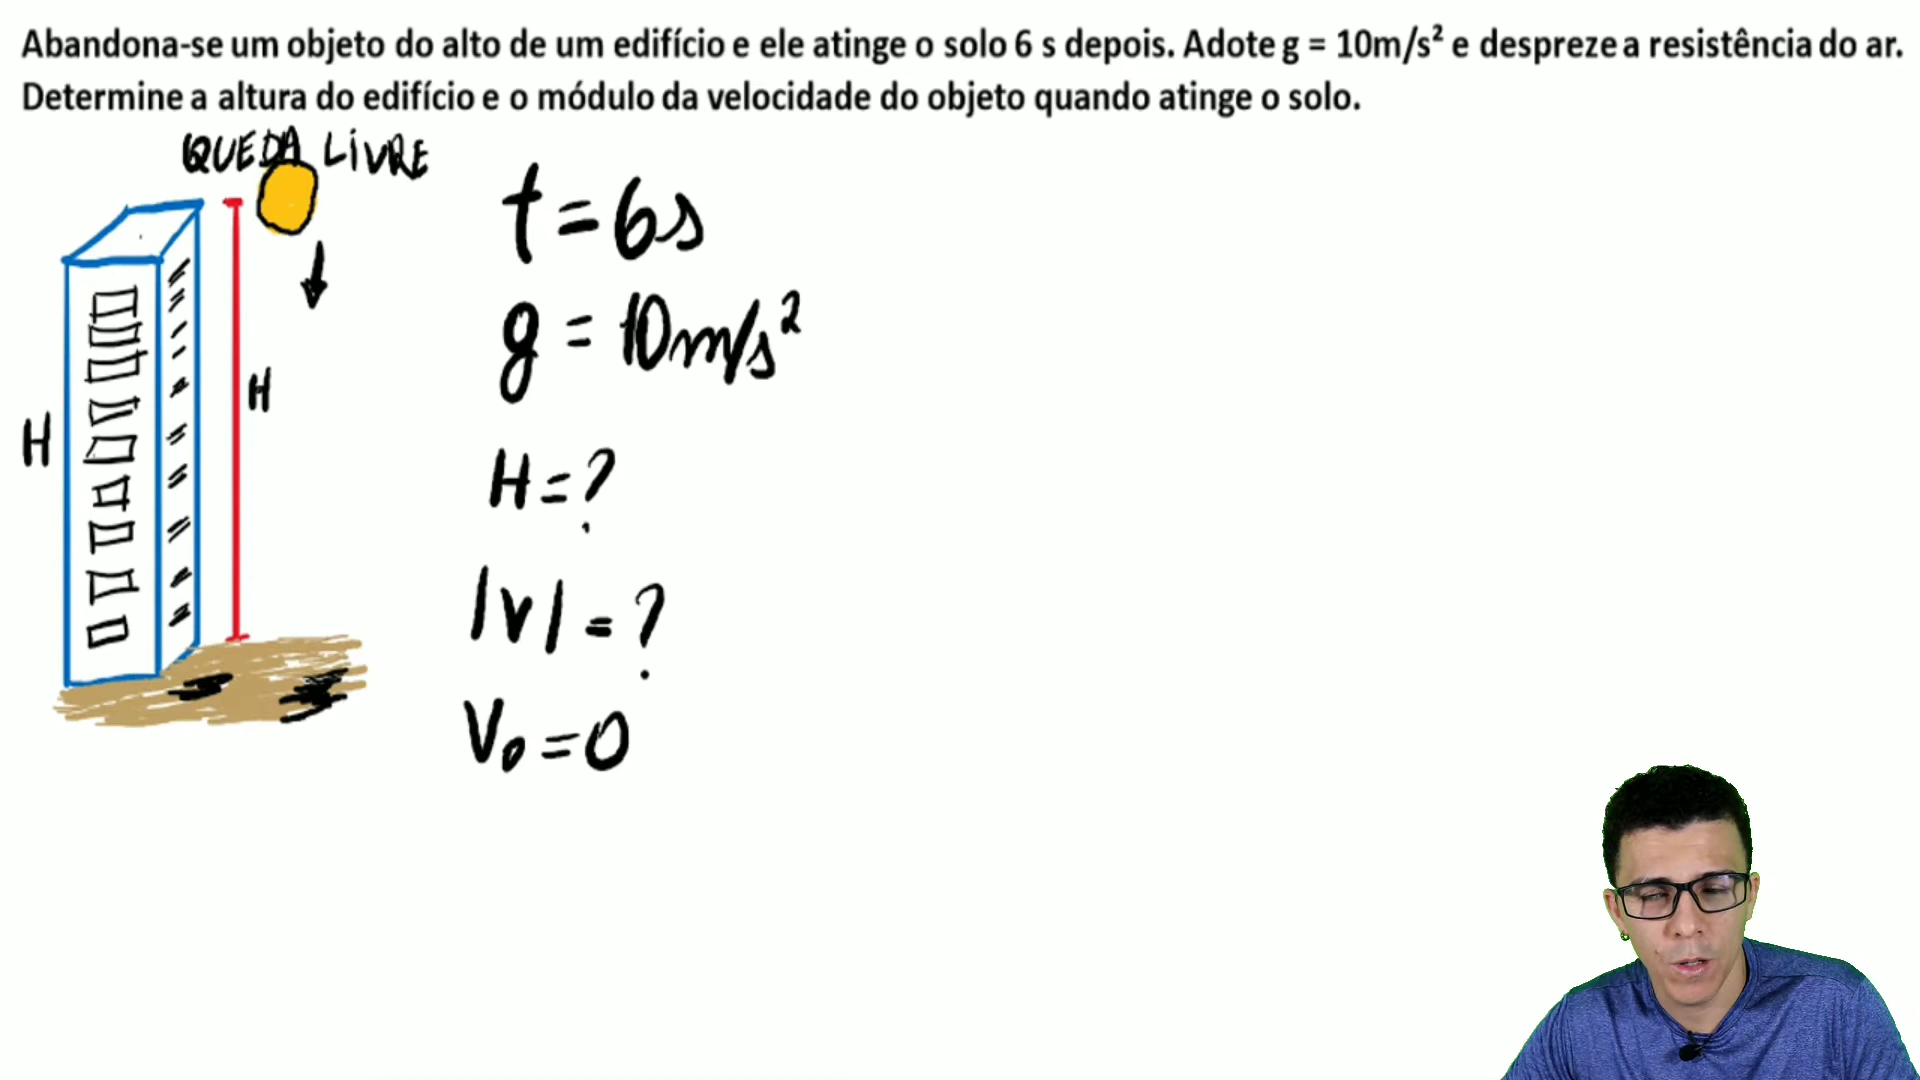 Abandona-se um objeto do alto de um edifício e ele atinge o solo 6 s depois. Adote g = 10m/s² e despreze a resistência do ar.
Determine a altura do edifício e o módulo da velocidade do objeto quando atinge o solo.
QUEDA LIVRE
t = 6s
g = 10m/s²
H
H
H = ?
|v| = ?
V₀ = 0